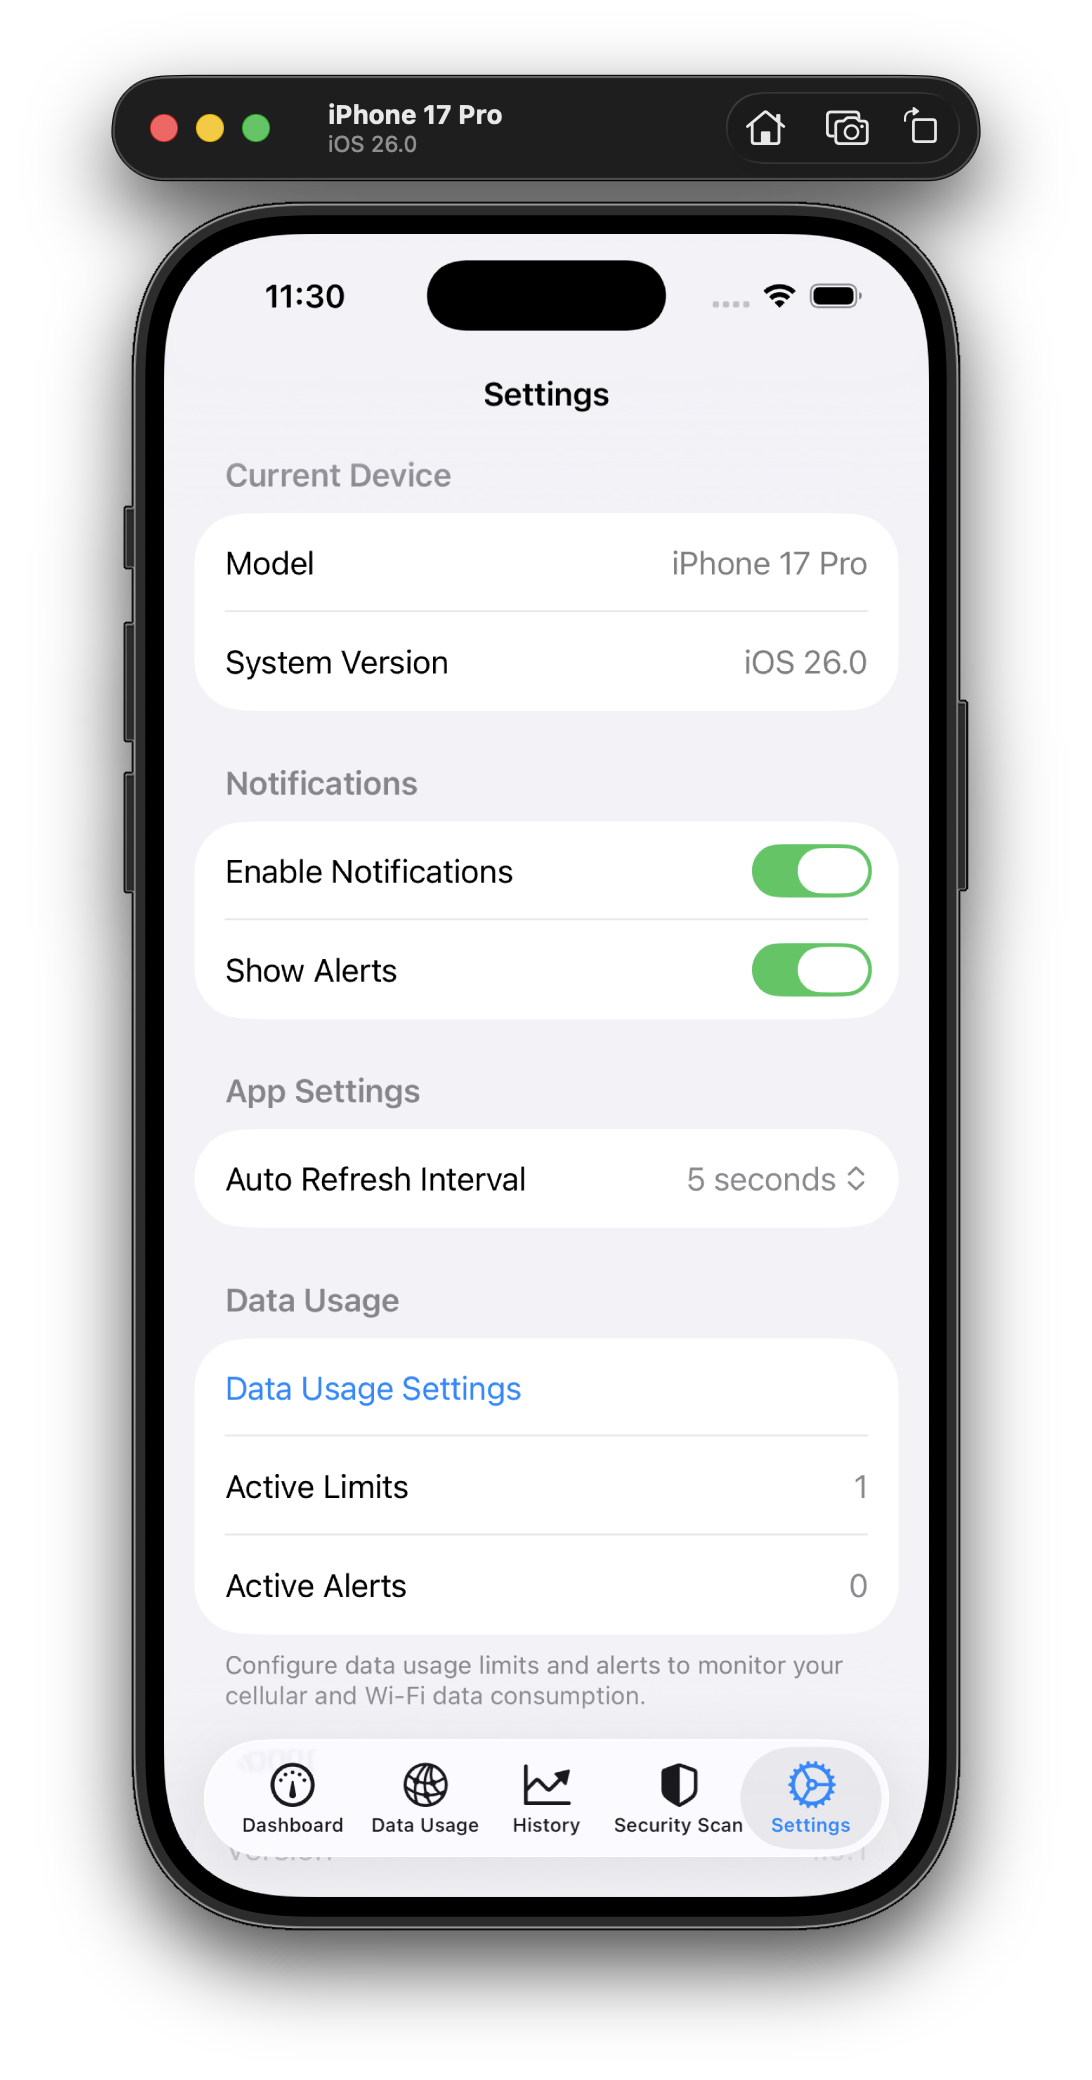 iPhone 17 Pro
iOS 26.0
11:30
Settings
Current Device
Model iPhone 17 Pro
System Version iOS 26.0
Notifications
Enable Notifications
Show Alerts
App Settings
Auto Refresh Interval 5 seconds
Data Usage
Data Usage Settings
Active Limits 1
Active Alerts 0
Configure data usage limits and alerts to monitor your
cellular and Wi-Fi data consumption.
Dashboard Data Usage History Security Scan Settings